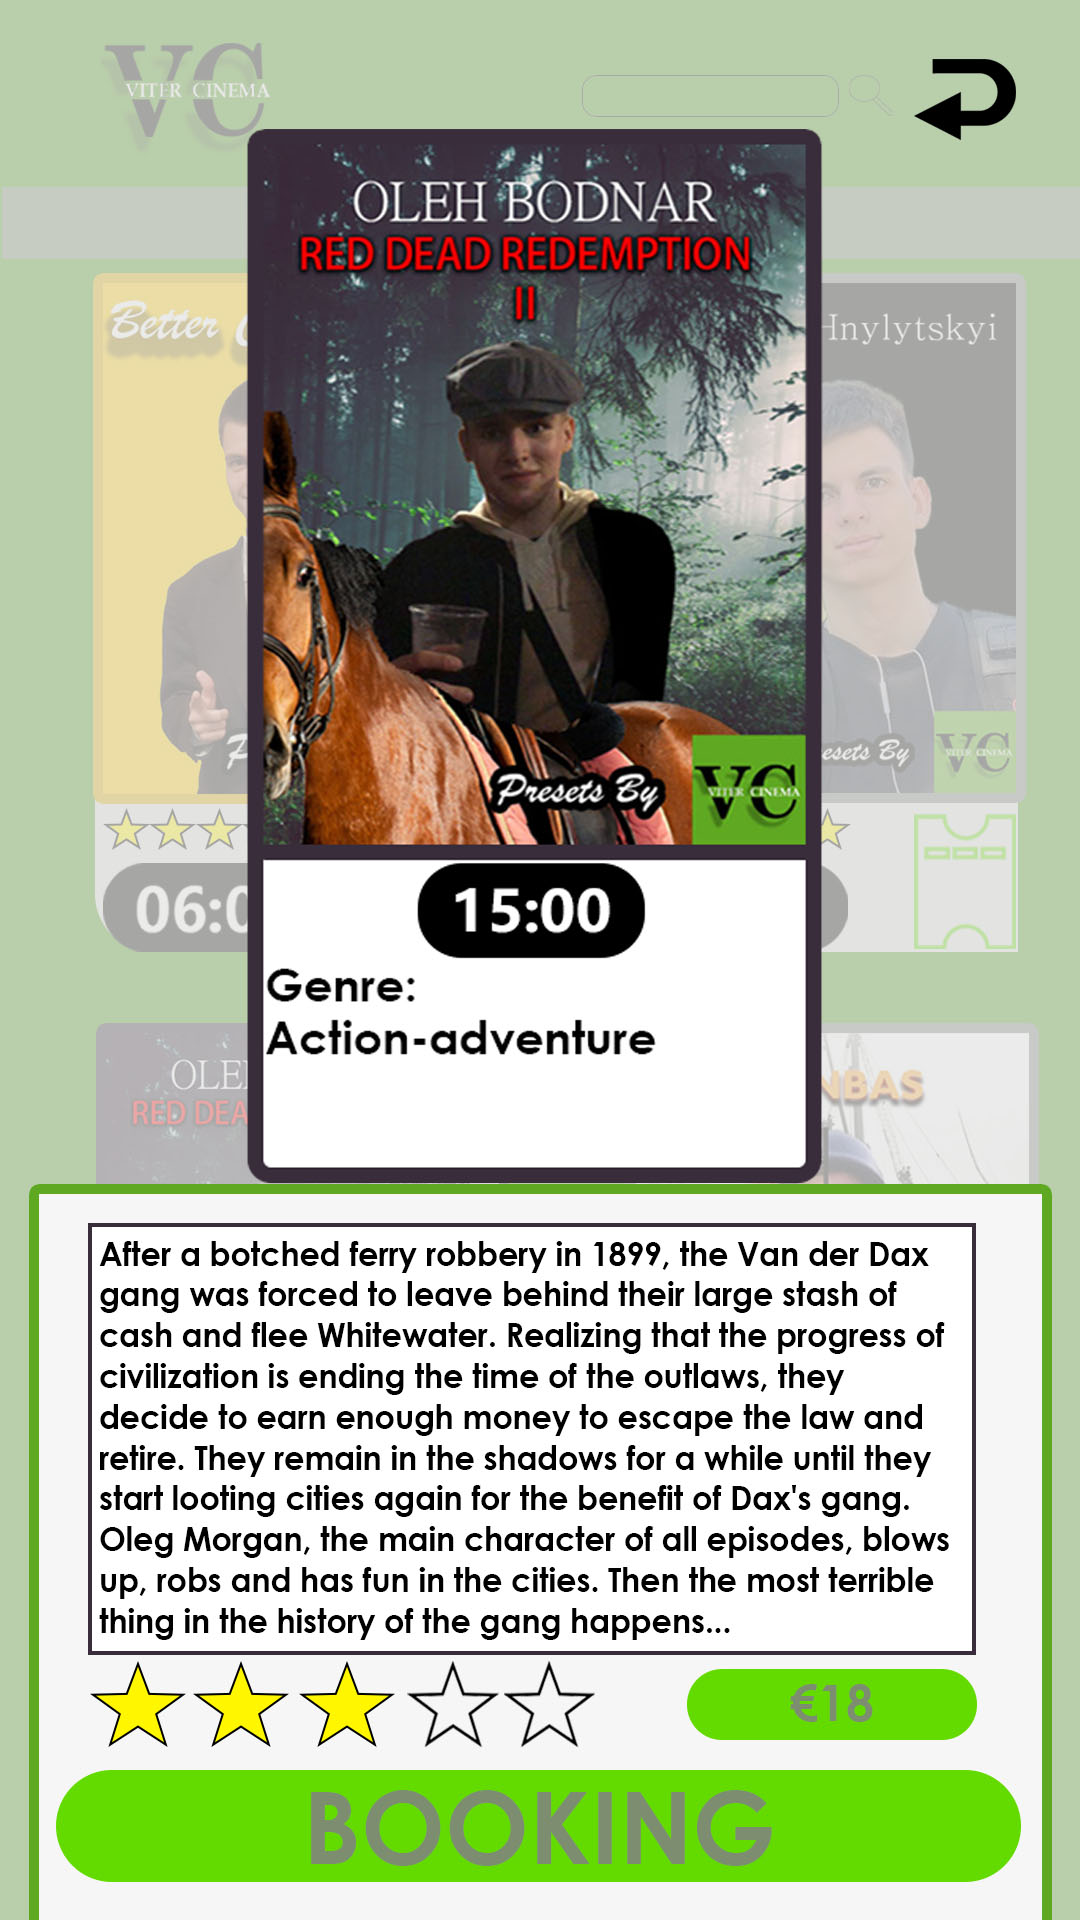 VC
VITER CINEMA
OLEH BODNAR
RED DEAD REDEMPTION
II
Better
Hnylytskyi
Presets By
VC
VITER CINEMA
esets By
VC
VITER CINEMA
06:0
15:00
Genre:
Action-adventure
OLE
RED DEA
NBAS
After a botched ferry robbery in 1899, the Van der Dax
gang was forced to leave behind their large stash of
cash and flee Whitewater. Realizing that the progress of
civilization is ending the time of the outlaws, they
decide to earn enough money to escape the law and
retire. They remain in the shadows for a while until they
start looting cities again for the benefit of Dax's gang.
Oleg Morgan, the main character of all episodes, blows
up, robs and has fun in the cities. Then the most terrible
thing in the history of the gang happens...
€18
BOOKING